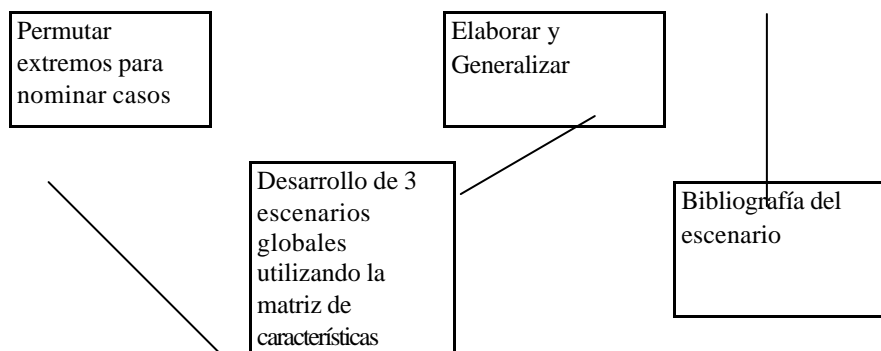 Permutar
extremos para
nominar casos
Elaborar y
Generalizar
Desarrollo de 3
escenarios
globales
utilizando la
matriz de
características
Bibliografía del
escenario